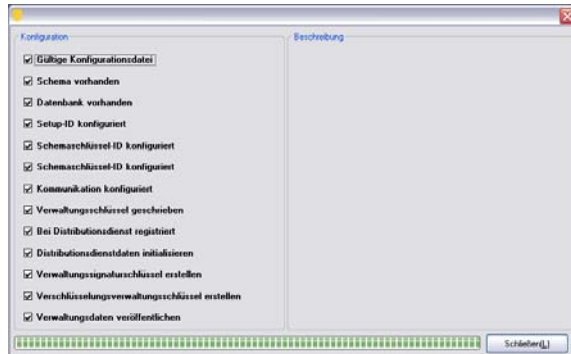 Konfiguration
Beschreibung
Gültige Konfigurationsdatei
Schema vorhanden
Datenbank vorhanden
Setup-ID konfiguriert
Schemaschlüssel-ID konfiguriert
Schemaschlüssel-ID konfiguriert
Kommunikation konfiguriert
Verwaltungsschlüssel geschrieben
Bei Distributionsdienst registriert
Distributionsdienstdaten initialisieren
Verwaltungssignaturschlüssel erstellen
Verschlüsselungsverwaltungsschlüssel erstellen
Verwaltungsdaten veröffentlichen
Schließen(L)